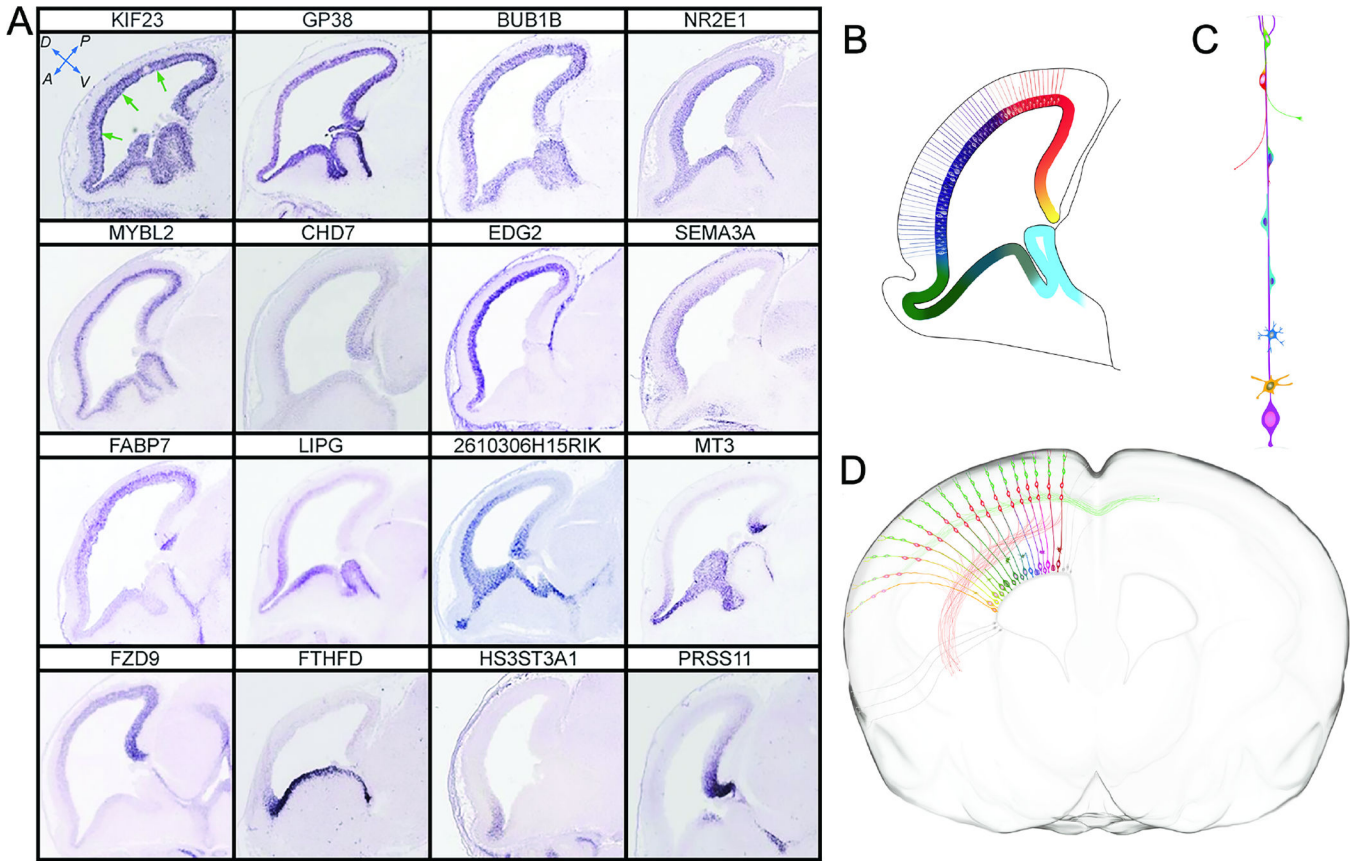 A
KIF23 GP38 BUB1B NR2E1
D P
A V
MYBL2 CHD7 EDG2 SEMA3A
FABP7 LIPG 2610306H15RIK MT3
FZD9 FTHFD HS3ST3A1 PRSS11
B
C
D